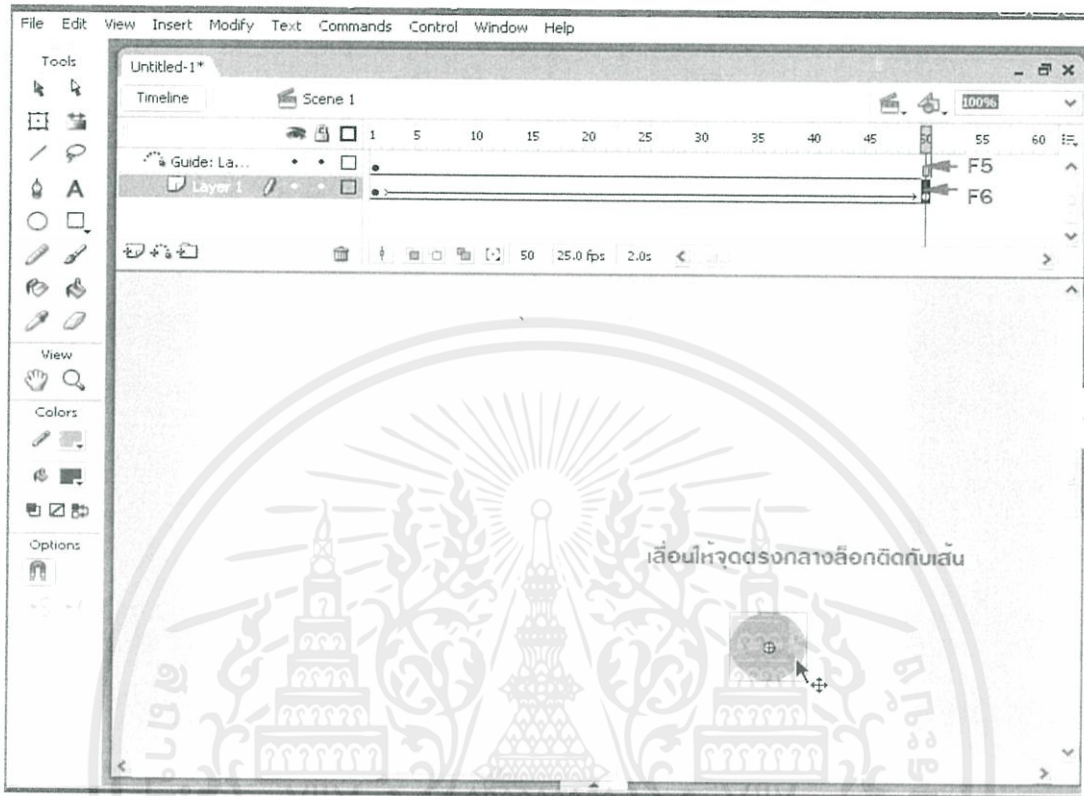 File Edit View Insert Modify Text Commands Control Window Help
Tools
Untitled-1*
Timeline
Scene 1
100%
1 5 10 15 20 25 30 35 40 45 50 55 60
Guide: La...
F5
Layer 1
F6
50 25.0 fps 2.0s
View
Colors
Options
เลื่อนให้จุดตรงกลางล็อกติดกับเส้น